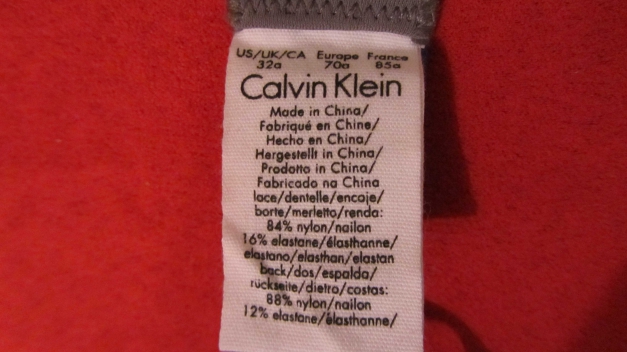 US/UK/CA Europe France
32a 70a 85a
Calvin Klein
Made in China/
Fabriqué en Chine/
Hecho en China/
Hergestellt in China/
Prodotto in China/
Fabricado na China
lace/dentelle/encaje/
borte/merletto/renda:
84% nylon/nailon
16% elastane/élasthanne/
elastano/elasthan/elastan
back/dos/espalda/
rückseite/dietro/costas:
88% nylon/nailon
12% elastane/élasthanne/